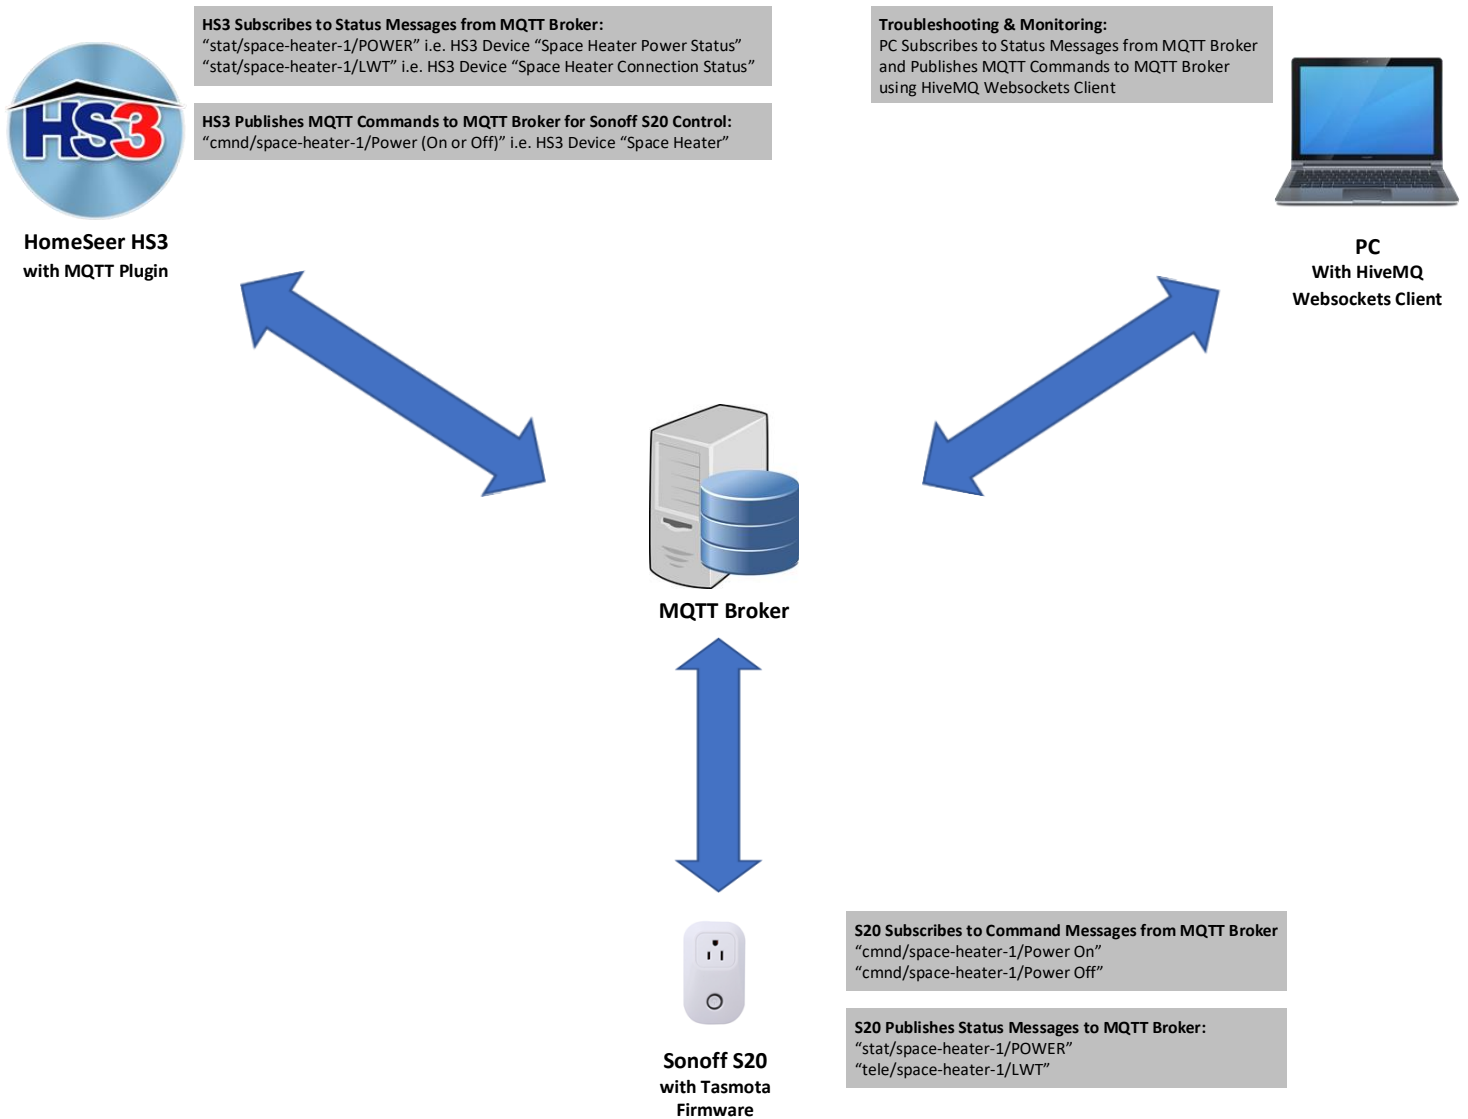 HS3 Subscribes to Status Messages from MQTT Broker:
“stat/space-heater-1/POWER” i.e. HS3 Device “Space Heater Power Status”
“stat/space-heater-1/LWT” i.e. HS3 Device “Space Heater Connection Status”
HS3 Publishes MQTT Commands to MQTT Broker for Sonoff S20 Control:
“cmnd/space-heater-1/Power (On or Off)” i.e. HS3 Device “Space Heater”
Troubleshooting & Monitoring:
PC Subscribes to Status Messages from MQTT Broker
and Publishes MQTT Commands to MQTT Broker
using HiveMQ Websockets Client
HS3
HomeSeer HS3
with MQTT Plugin
PC
With HiveMQ
Websockets Client
MQTT Broker
S20 Subscribes to Command Messages from MQTT Broker
“cmnd/space-heater-1/Power On”
“cmnd/space-heater-1/Power Off”
S20 Publishes Status Messages to MQTT Broker:
“stat/space-heater-1/POWER”
“tele/space-heater-1/LWT”
Sonoff S20
with Tasmota
Firmware